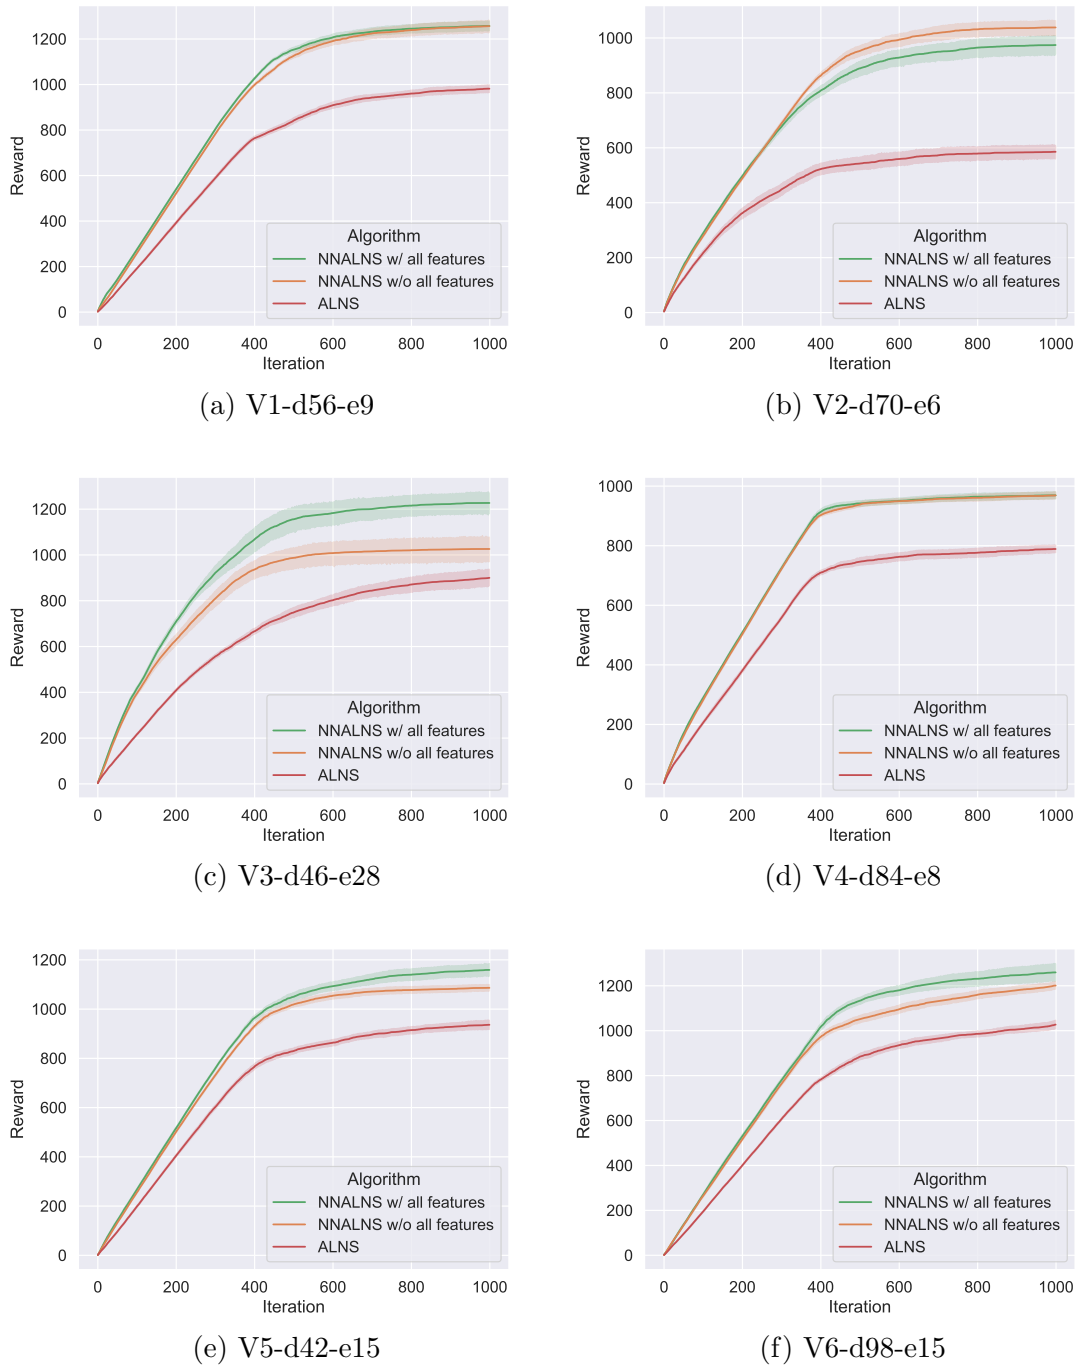 1200
1000
800
600
400
200
0
Reward
Algorithm
NNALNS w/ all features
NNALNS w/o all features
ALNS
0 200 400 600 800 1000
Iteration
(a) V1-d56-e9
1000
800
600
400
200
0
Reward
Algorithm
NNALNS w/ all features
NNALNS w/o all features
ALNS
0 200 400 600 800 1000
Iteration
(b) V2-d70-e6
1200
1000
800
600
400
200
0
Reward
Algorithm
NNALNS w/ all features
NNALNS w/o all features
ALNS
0 200 400 600 800 1000
Iteration
(c) V3-d46-e28
1000
800
600
400
200
0
Reward
Algorithm
NNALNS w/ all features
NNALNS w/o all features
ALNS
0 200 400 600 800 1000
Iteration
(d) V4-d84-e8
1200
1000
800
600
400
200
0
Reward
Algorithm
NNALNS w/ all features
NNALNS w/o all features
ALNS
0 200 400 600 800 1000
Iteration
(e) V5-d42-e15
1200
1000
800
600
400
200
0
Reward
Algorithm
NNALNS w/ all features
NNALNS w/o all features
ALNS
0 200 400 600 800 1000
Iteration
(f) V6-d98-e15